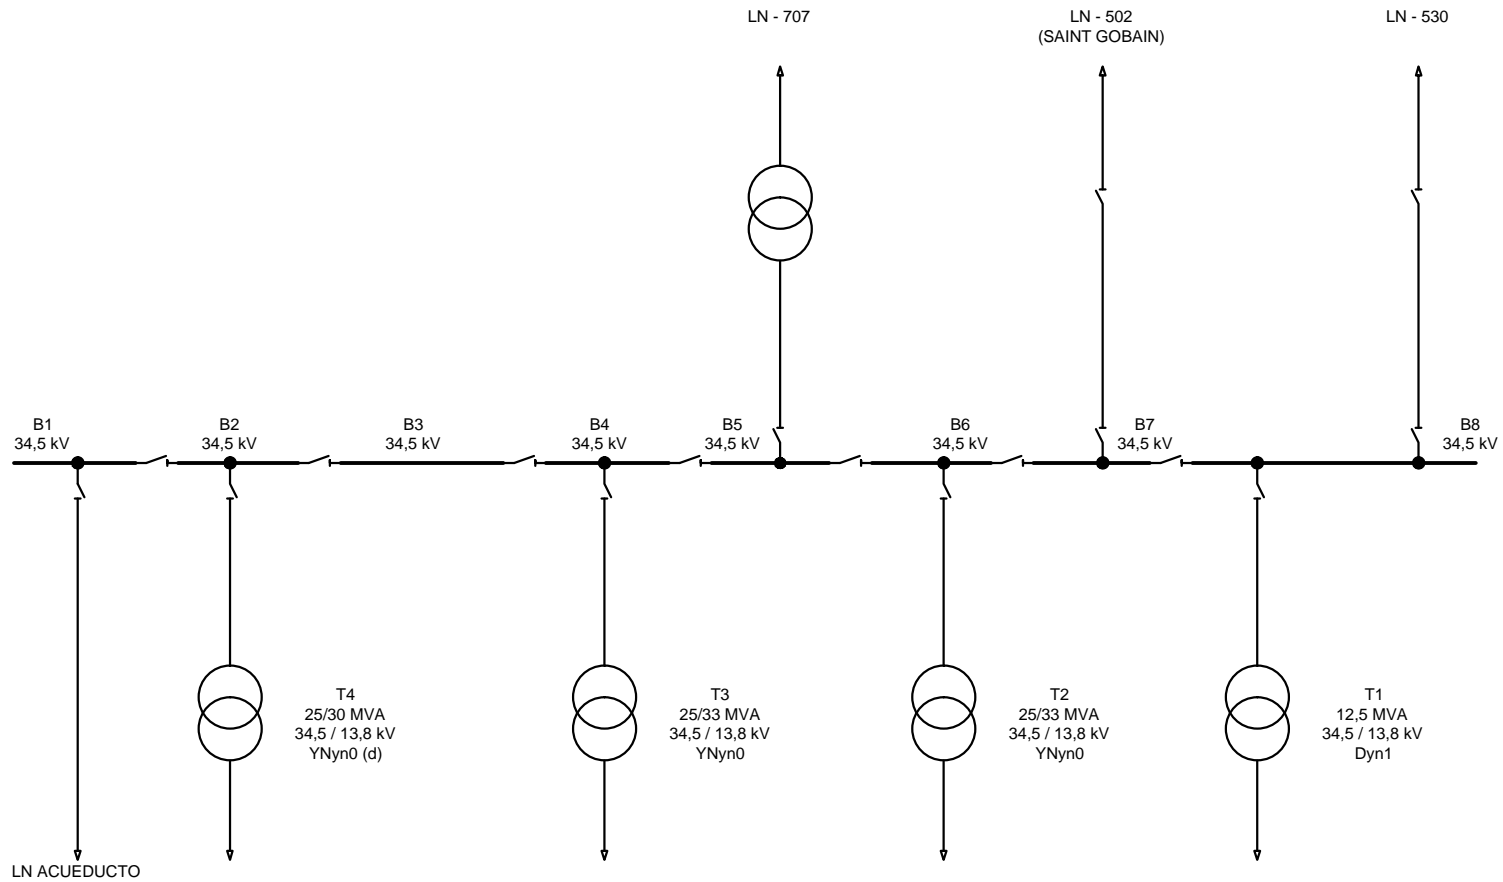 LN - 707
LN - 502
(SAINT GOBAIN)
LN - 530
B1
34,5 kV
B2
34,5 kV
B3
34,5 kV
B4
34,5 kV
B5
34,5 kV
B6
34,5 kV
B7
34,5 kV
B8
34,5 kV
T4
25/30 MVA
34,5 / 13,8 kV
YNyn0 (d)
T3
25/33 MVA
34,5 / 13,8 kV
YNyn0
T2
25/33 MVA
34,5 / 13,8 kV
YNyn0
T1
12,5 MVA
34,5 / 13,8 kV
Dyn1
LN ACUEDUCTO